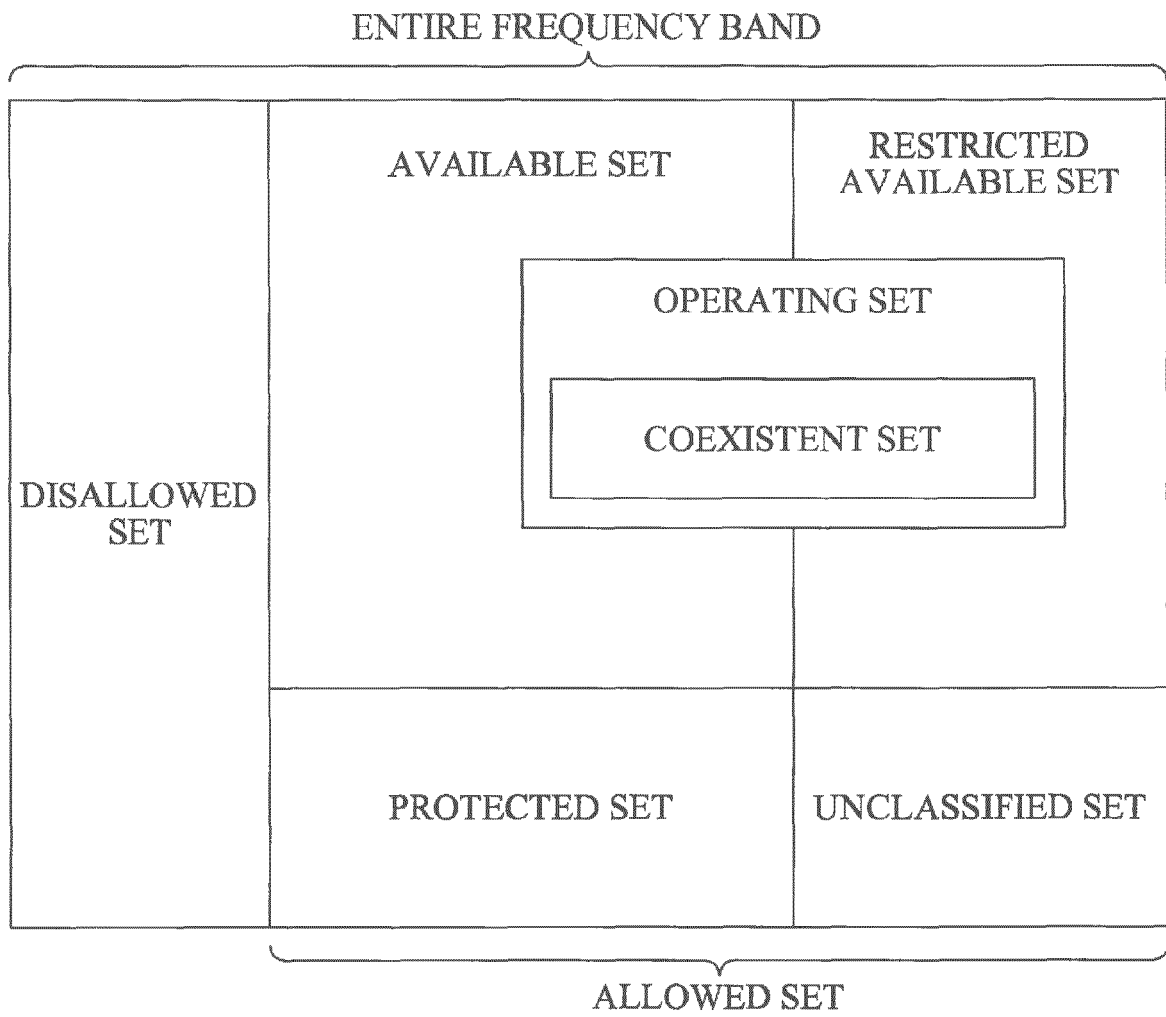 ENTIRE FREQUENCY BAND
AVAILABLE SET
RESTRICTED
AVAILABLE SET
OPERATING SET
COEXISTENT SET
DISALLOWED
SET
PROTECTED SET
UNCLASSIFIED SET
ALLOWED SET